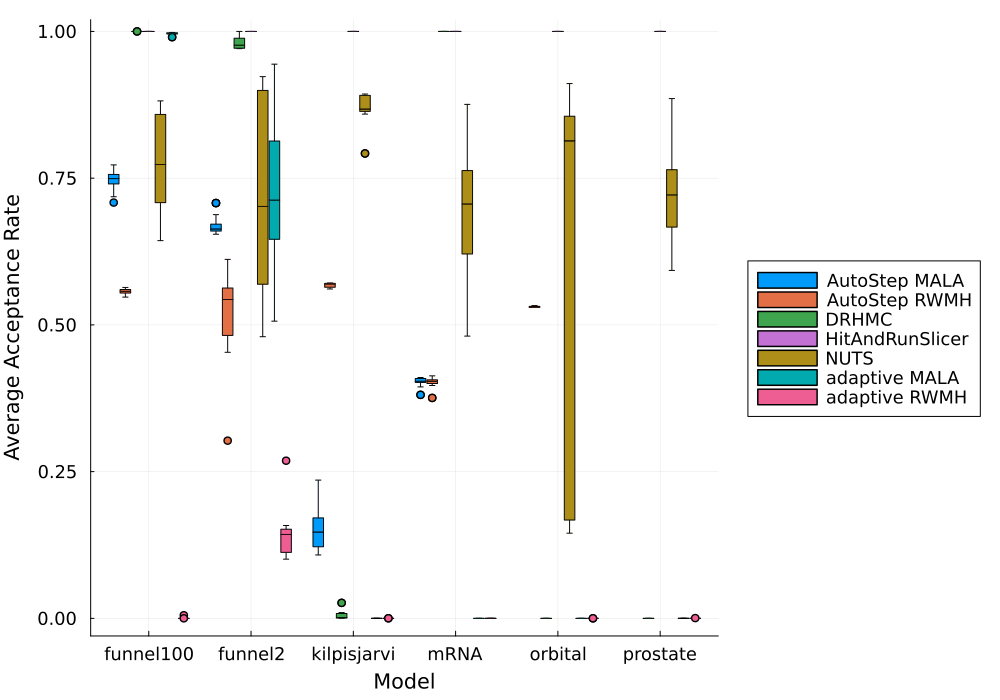 Average Acceptance Rate
1.00
0.75
0.50
0.25
0.00
funnel100
funnel2
kilpisjarvi
mRNA
orbital
prostate
Model
AutoStep MALA
AutoStep RWMH
DRHMC
HitAndRunSlicer
NUTS
adaptive MALA
adaptive RWMH